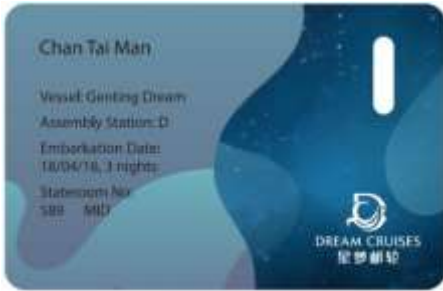 Chan Tai Man
Vessel: Genting Dream
Assembly Station: D
Embarkation Date:
18/04/16, 3 nights
Stateroom No:
589 MID
DREAM CRUISES
星梦邮轮